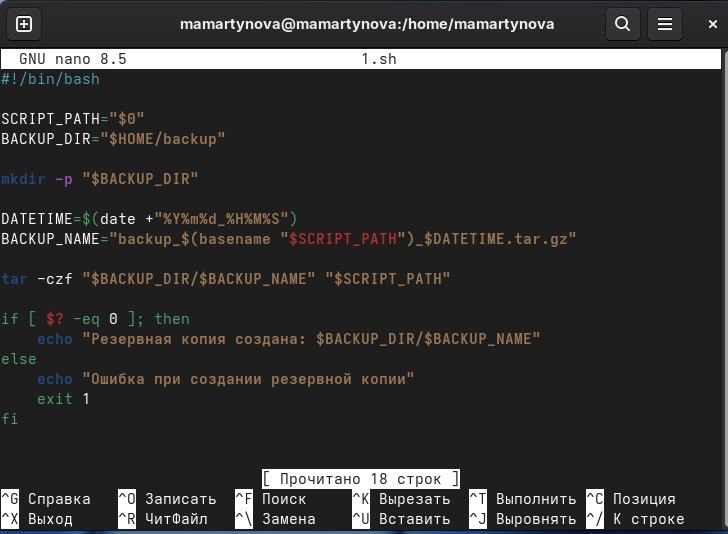 mamartynova@mamartynova:/home/mamartynova
GNU nano 8.5 1.sh
#!/bin/bash
SCRIPT_PATH="$0"
BACKUP_DIR="$HOME/backup"
mkdir -p "$BACKUP_DIR"
DATETIME=$(date +"%Y%m%d_%H%M%S")
BACKUP_NAME="backup_$(basename "$SCRIPT_PATH")_$DATETIME.tar.gz"
tar -czf "$BACKUP_DIR/$BACKUP_NAME" "$SCRIPT_PATH"
if [ $? -eq 0 ]; then
    echo "Резервная копия создана: $BACKUP_DIR/$BACKUP_NAME"
else
    echo "Ошибка при создании резервной копии"
    exit 1
fi
[ Прочитано 18 строк ]
^G Справка ^O Записать ^F Поиск ^K Вырезать ^T Выполнить ^C Позиция
^X Выход ^R ЧитФайл ^\ Замена ^U Вставить ^J Выровнять ^/ К строке